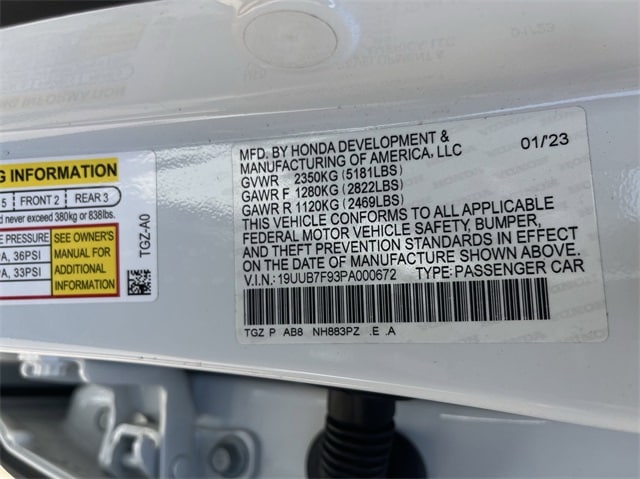 MFD. BY HONDA DEVELOPMENT & 01/23
MANUFACTURING OF AMERICA, LLC
GVWR 2350KG (5181LBS)
GAWR F 1280KG (2822LBS)
GAWR R 1120KG (2469LBS)
THIS VEHICLE CONFORMS TO ALL APPLICABLE
FEDERAL MOTOR VEHICLE SAFETY, BUMPER,
AND THEFT PREVENTION STANDARDS IN EFFECT
ON THE DATE OF MANUFACTURE SHOWN ABOVE.
V.I.N.: 19UUB7F93PA000672 TYPE: PASSENGER CAR
TGZ P AB8 NH883PZ .E .A
G INFORMATION
5 FRONT 2 REAR 3
d never exceed 380kg or 838lbs.
E PRESSURE
PA, 36PSI
PA, 33PSI
SEE OWNER'S
MANUAL FOR
ADDITIONAL
INFORMATION
TGZ-A0